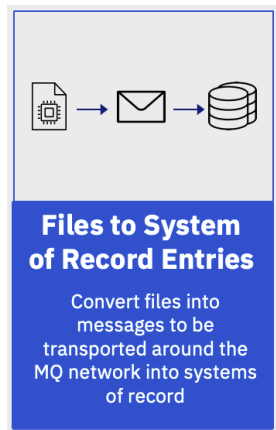 Files to System
of Record Entries
Convert files into
messages to be
transported around the
MQ network into systems
of record